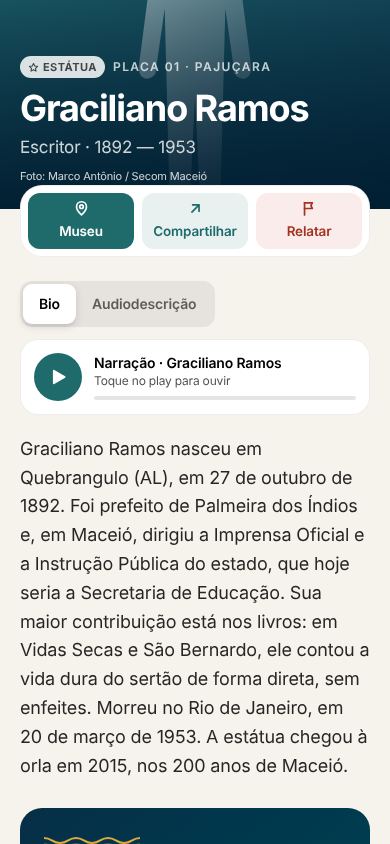 ESTÁTUA PLACA 01 · PAJUÇARA
Graciliano Ramos
Escritor · 1892 — 1953
Foto: Marco Antônio / Secom Maceió
Museu Compartilhar Relatar
Bio Audiodescrição
Narração · Graciliano Ramos
Toque no play para ouvir
Graciliano Ramos nasceu em
Quebrangulo (AL), em 27 de outubro de
1892. Foi prefeito de Palmeira dos Índios
e, em Maceió, dirigiu a Imprensa Oficial e
a Instrução Pública do estado, que hoje
seria a Secretaria de Educação. Sua
maior contribuição está nos livros: em
Vidas Secas e São Bernardo, ele contou a
vida dura do sertão de forma direta, sem
enfeites. Morreu no Rio de Janeiro, em
20 de março de 1953. A estátua chegou à
orla em 2015, nos 200 anos de Maceió.